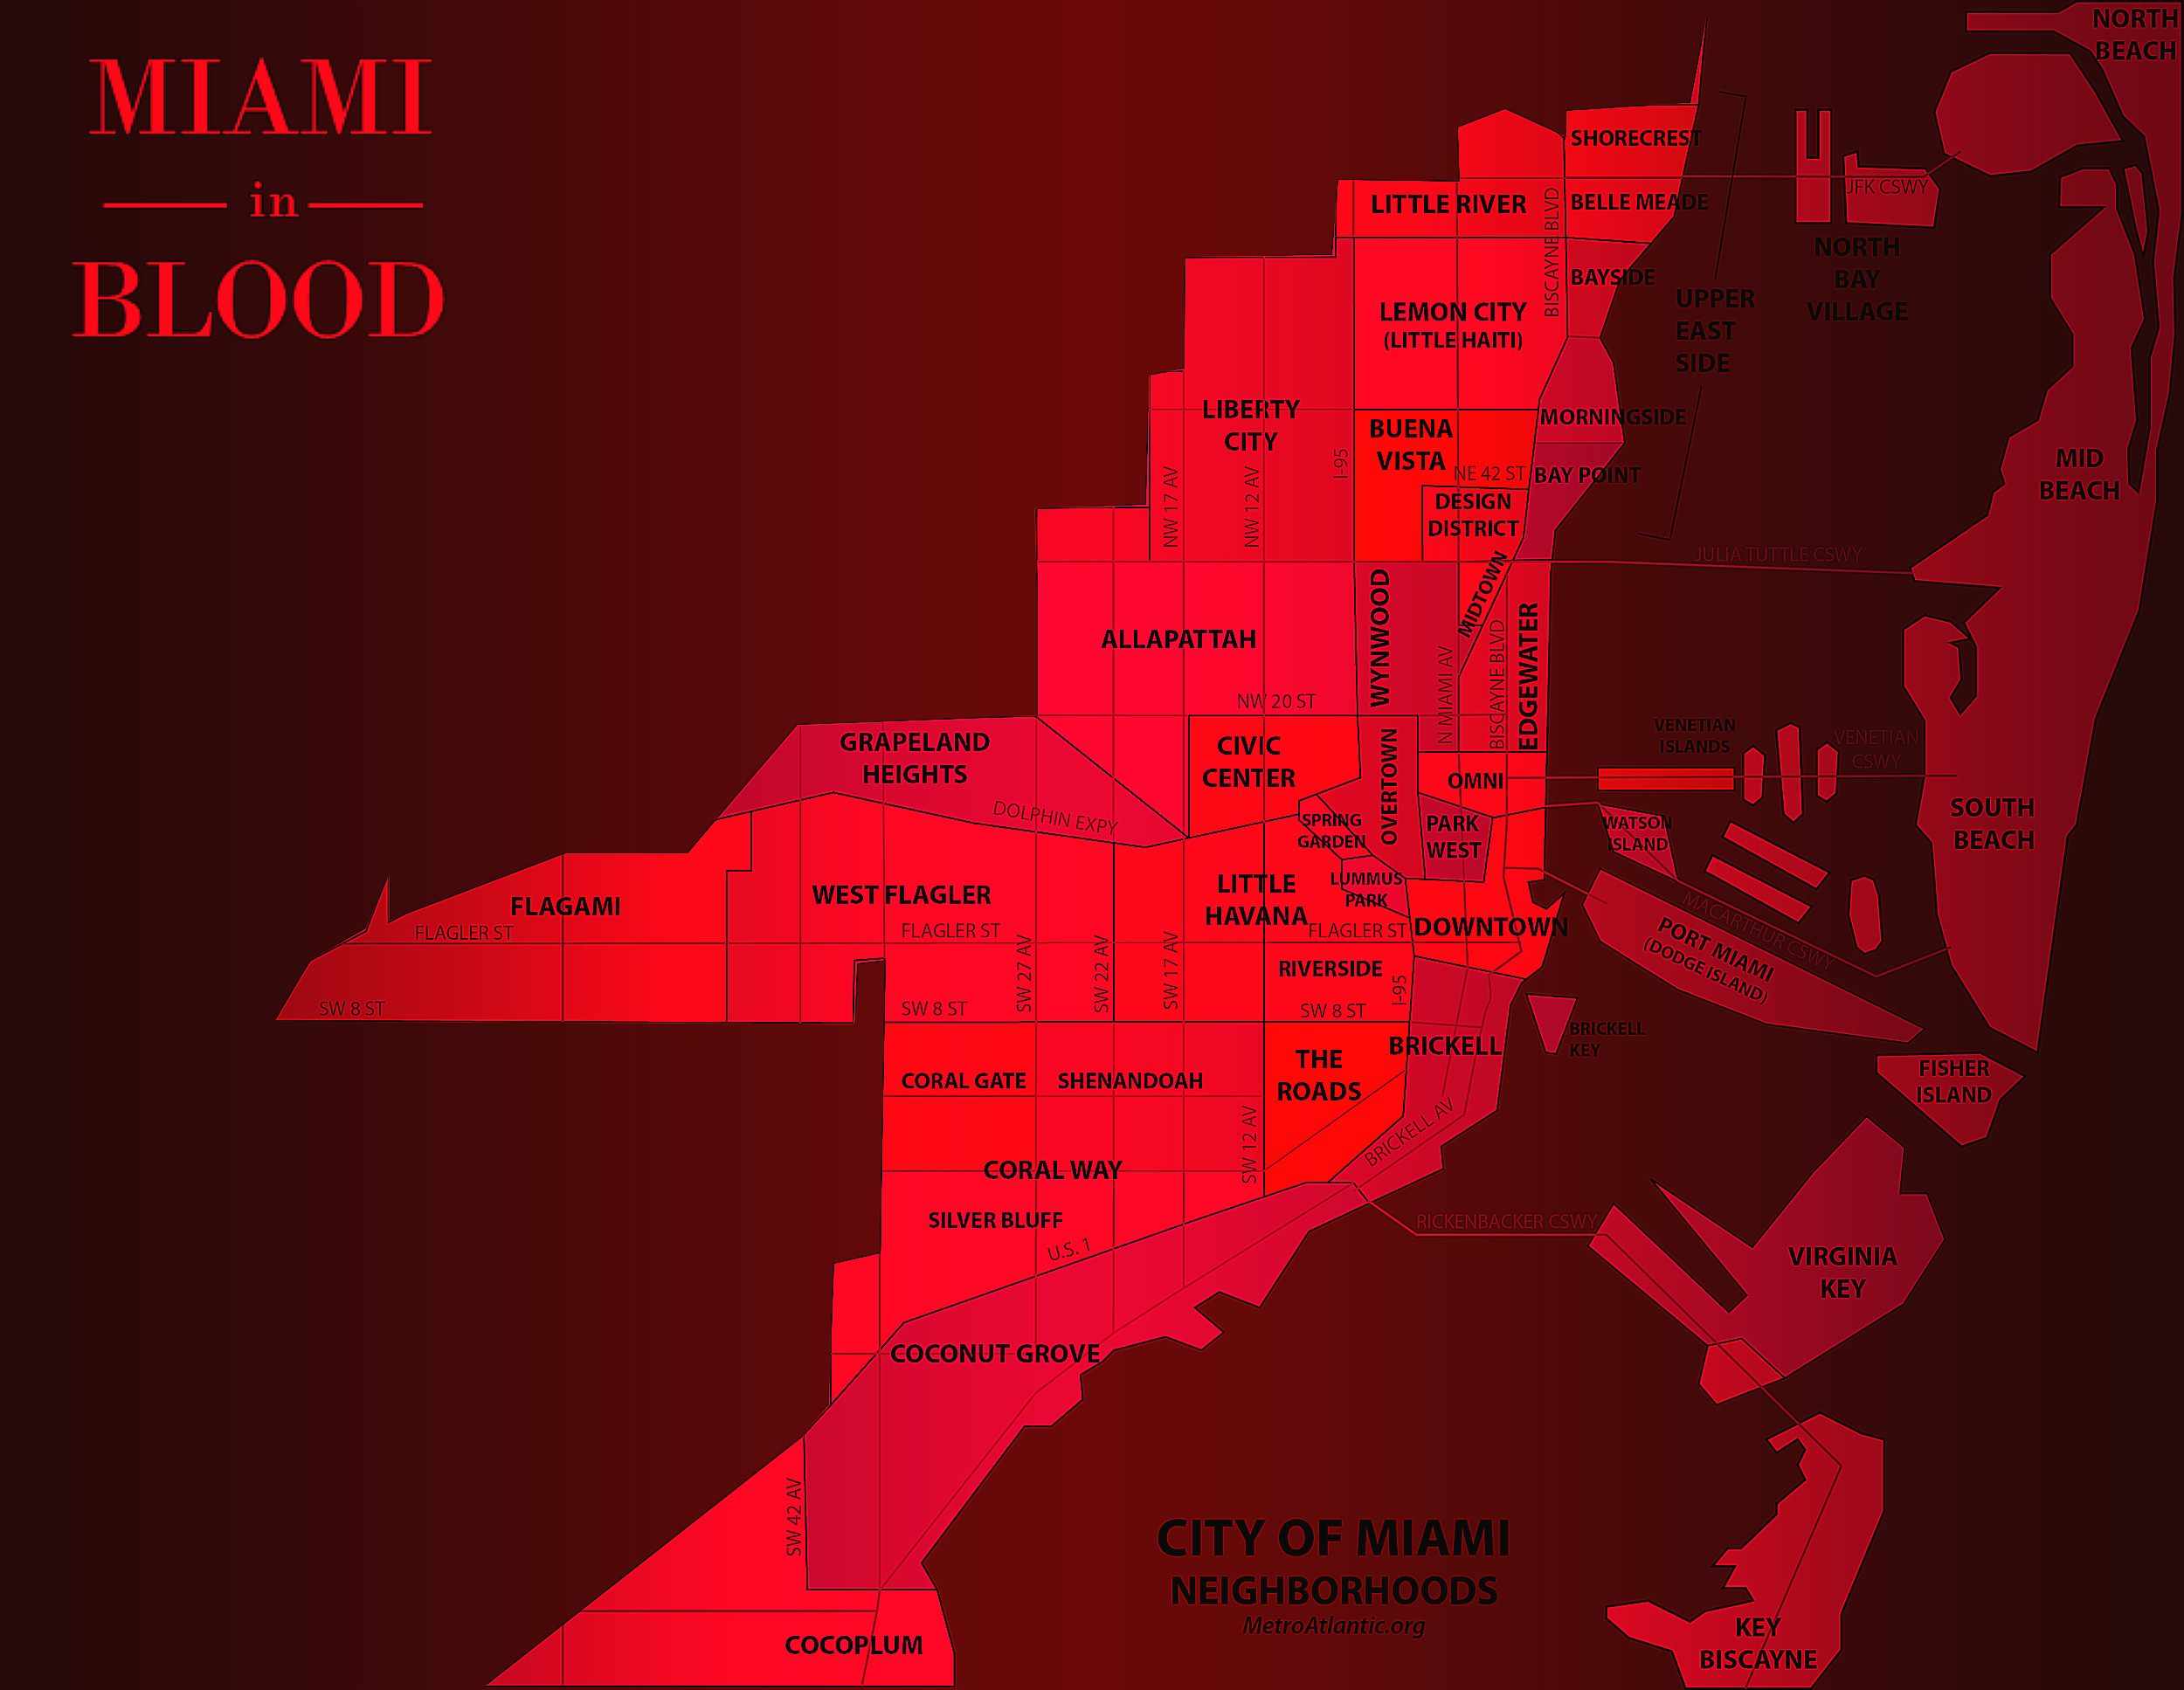 MIAMI
in
BLOOD
NORTH
BEACH
SHORECREST
JFK CSWY
LITTLE RIVER
BISCAYNE BLVD
BELLE MEADE
NORTH
BAY
VILLAGE
BAYSIDE
UPPER
EAST
SIDE
LEMON CITY
(LITTLE HAITI)
LIBERTY
CITY
MORNINGSIDE
BUENA
VISTA
I-95
NE 42 ST
BAY POINT
MID
BEACH
NW 17 AV
NW 12 AV
DESIGN
DISTRICT
JULIA TUTTLE CSWY
MIDTOWN
WYNWOOD
EDGEWATER
ALLAPATTAH
N MIAMI AV
BISCAYNE BLVD
NW 20 ST
VENETIAN
ISLANDS
VENETIAN
CSWY
GRAPELAND
HEIGHTS
CIVIC
CENTER
OVERTOWN
OMNI
DOLPHIN EXPY
SPRING
GARDEN
PARK
WEST
WATSON
ISLAND
SOUTH
BEACH
FLAGAMI
WEST FLAGLER
LITTLE
HAVANA
LUMMUS
PARK
MACARTHUR CSWY
FLAGLER ST
FLAGLER ST
FLAGLER ST
DOWNTOWN
PORT MIAMI
(DODGE ISLAND)
SW 27 AV
SW 22 AV
SW 17 AV
RIVERSIDE
I-95
SW 8 ST
SW 8 ST
SW 8 ST
BRICKELL
KEY
BRICKELL
THE
ROADS
FISHER
ISLAND
CORAL GATE
SHENANDOAH
SW 12 AV
BRICKELL AV
CORAL WAY
SILVER BLUFF
RICKENBACKER CSWY
U.S. 1
VIRGINIA
KEY
COCONUT GROVE
SW 42 AV
CITY OF MIAMI
NEIGHBORHOODS
MetroAtlantic.org
KEY
BISCAYNE
COCOPLUM